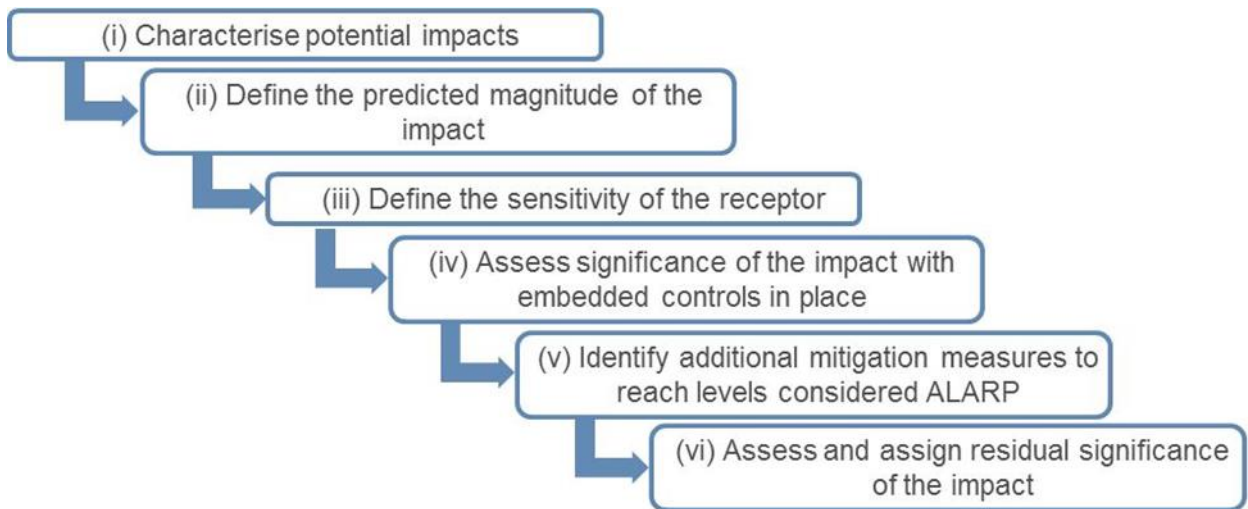 (i) Characterise potential impacts
(ii) Define the predicted magnitude of the
impact
(iii) Define the sensitivity of the receptor
(iv) Assess significance of the impact with
embedded controls in place
(v) Identify additional mitigation measures to
reach levels considered ALARP
(vi) Assess and assign residual significance
of the impact